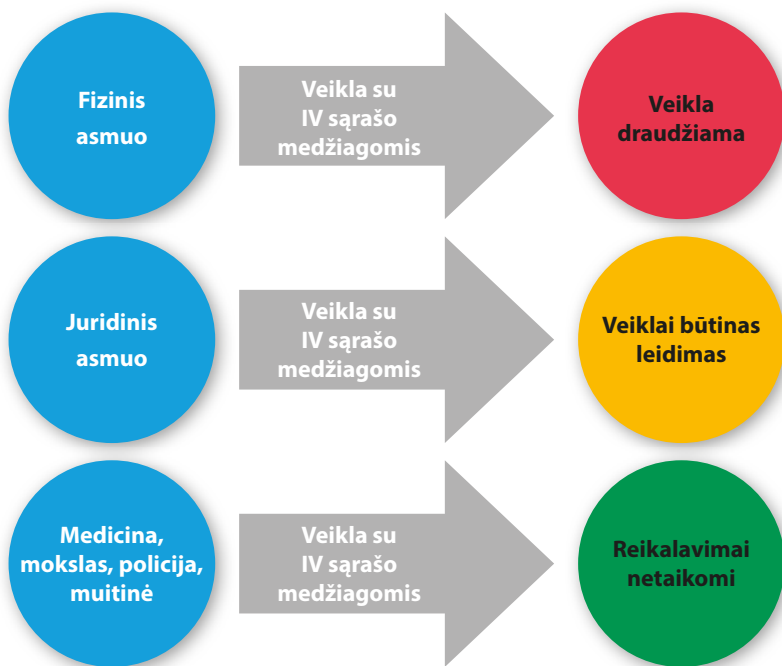 Fizinis
asmuo
Veikla su
IV sąrašo
medžiagomis
Veikla
draudžiama
Juridinis
asmuo
Veikla su
IV sąrašo
medžiagomis
Veiklai būtinas
leidimas
Medicina,
mokslas, policija,
muitinė
Veikla su
IV sąrašo
medžiagomis
Reikalavimai
netaikomi